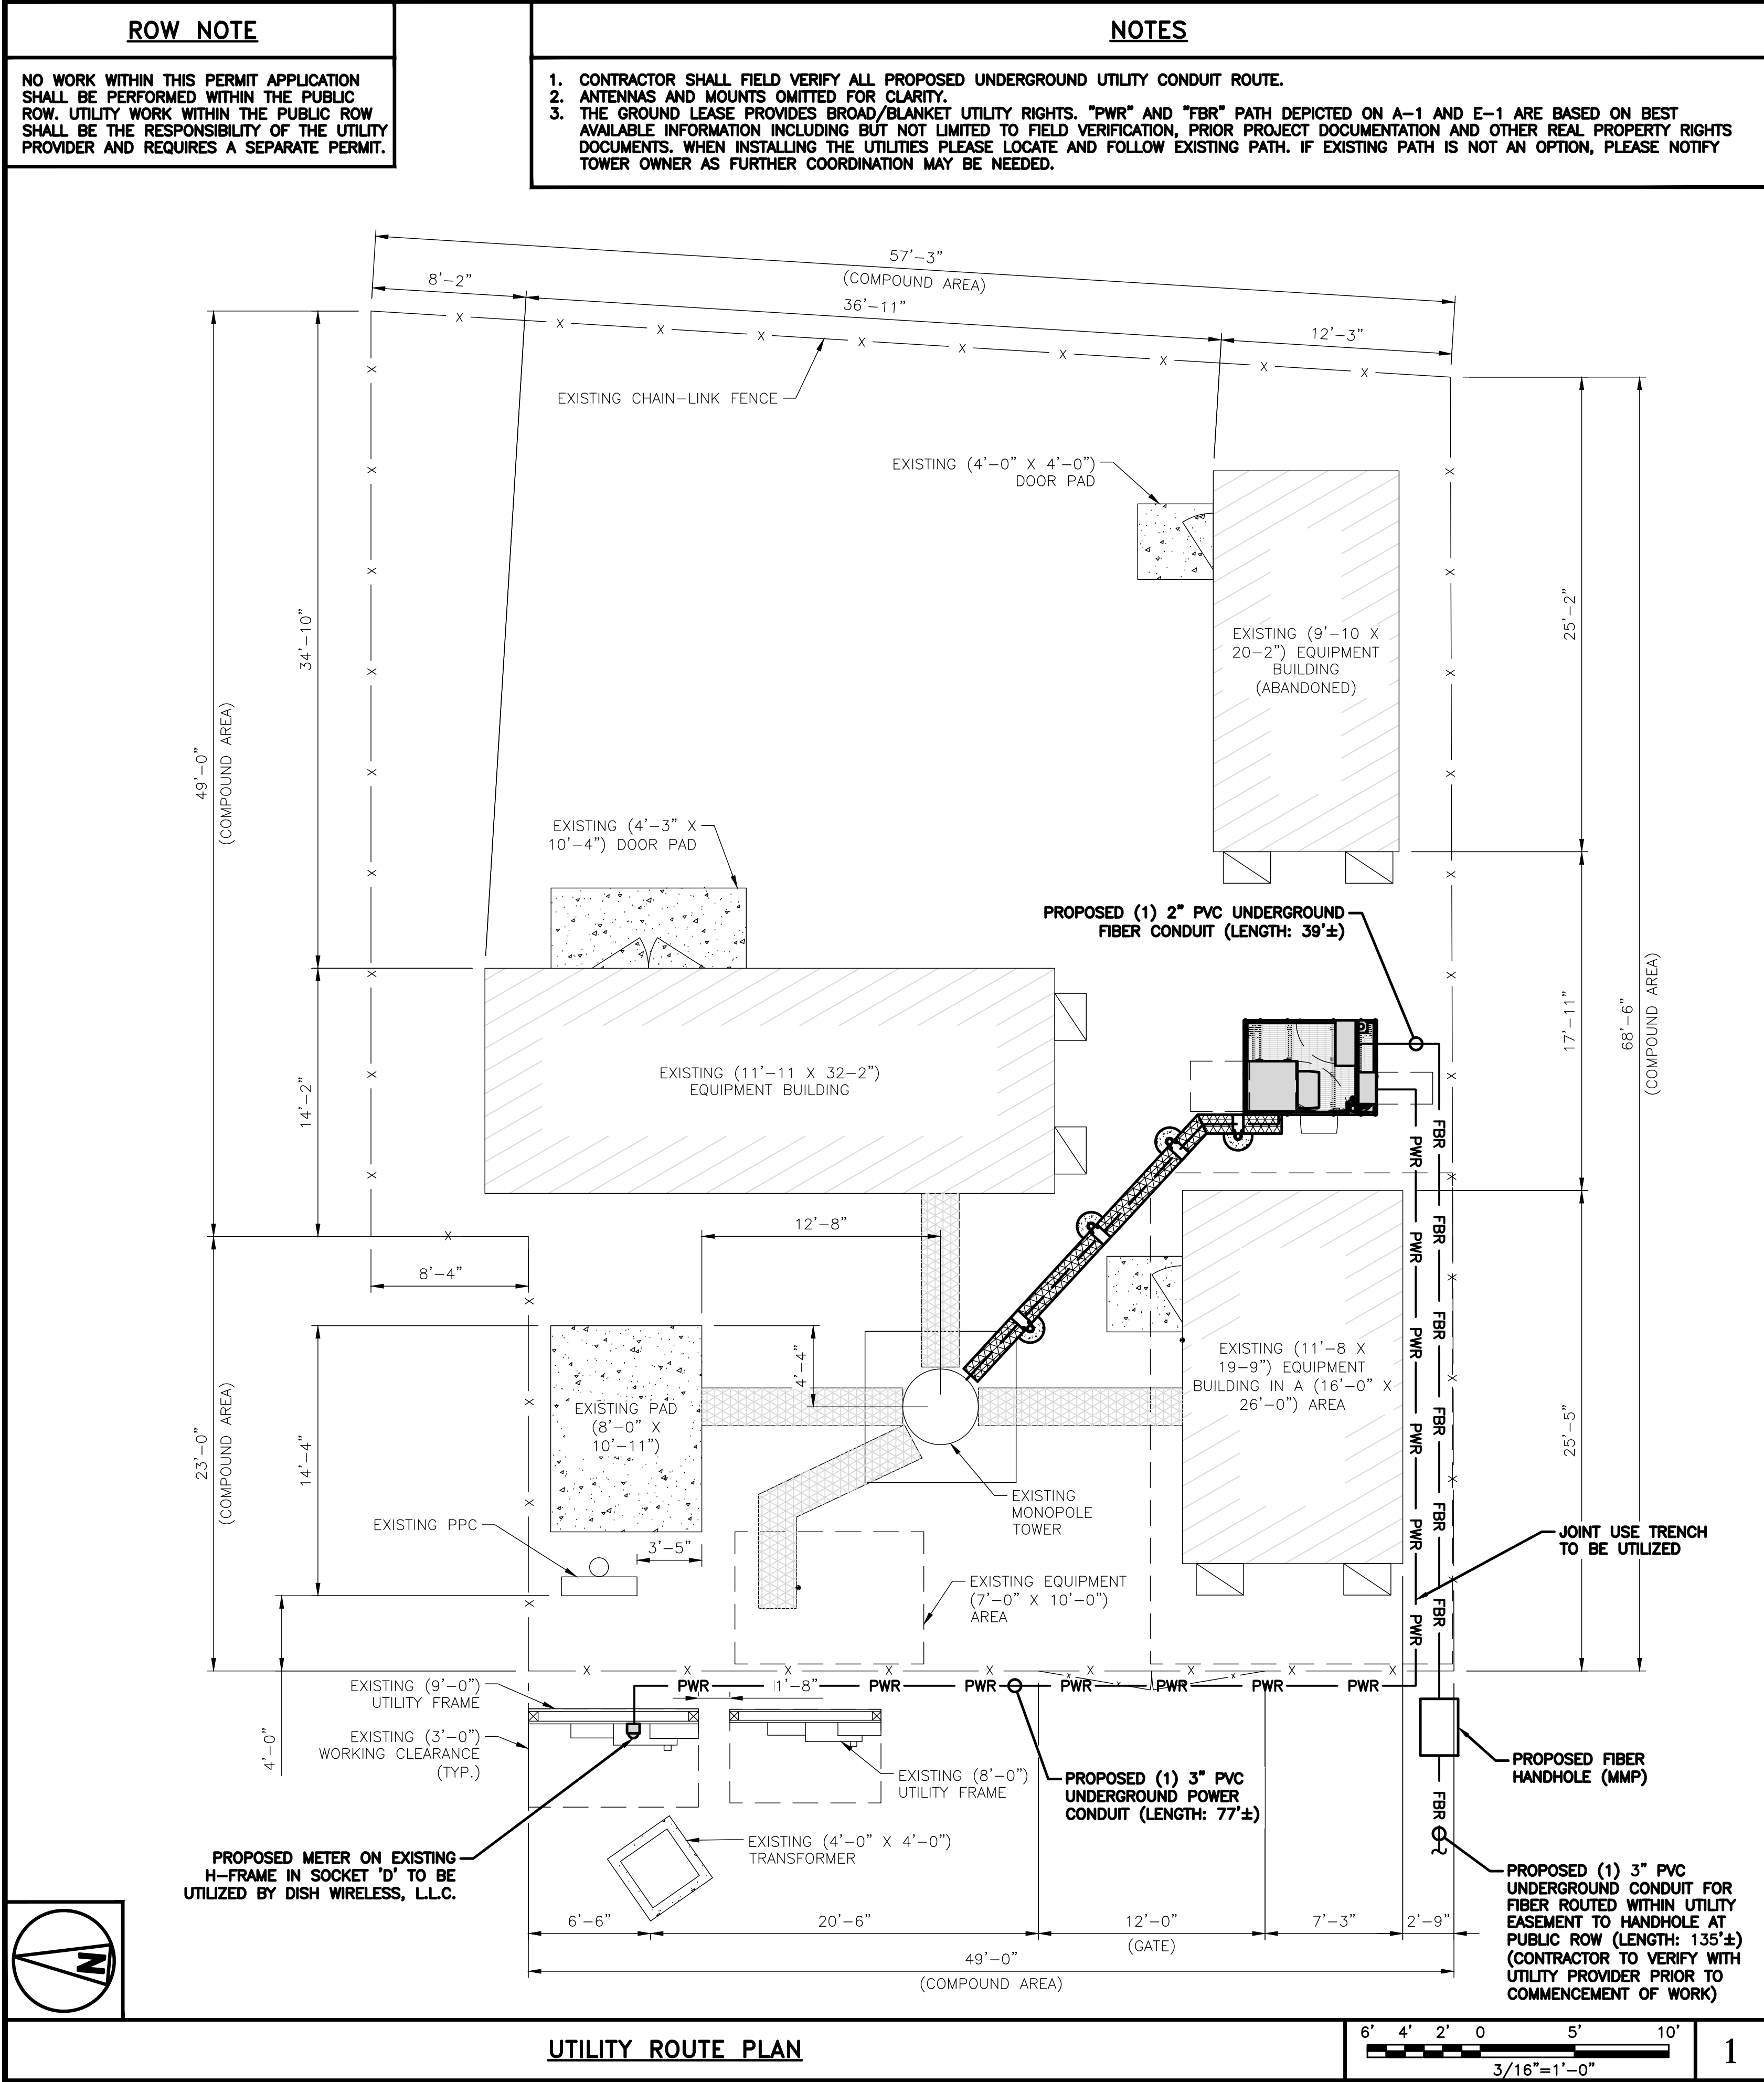 ROW NOTE
NO WORK WITHIN THIS PERMIT APPLICATION
SHALL BE PERFORMED WITHIN THE PUBLIC
ROW. UTILITY WORK WITHIN THE PUBLIC ROW
SHALL BE THE RESPONSIBILITY OF THE UTILITY
PROVIDER AND REQUIRES A SEPARATE PERMIT.
NOTES
1. CONTRACTOR SHALL FIELD VERIFY ALL PROPOSED UNDERGROUND UTILITY CONDUIT ROUTE.
2. ANTENNAS AND MOUNTS OMITTED FOR CLARITY.
3. THE GROUND LEASE PROVIDES BROAD/BLANKET UTILITY RIGHTS. "PWR" AND "FBR" PATH DEPICTED ON A-1 AND E-1 ARE BASED ON BEST
AVAILABLE INFORMATION INCLUDING BUT NOT LIMITED TO FIELD VERIFICATION, PRIOR PROJECT DOCUMENTATION AND OTHER REAL PROPERTY RIGHTS
DOCUMENTS. WHEN INSTALLING THE UTILITIES PLEASE LOCATE AND FOLLOW EXISTING PATH. IF EXISTING PATH IS NOT AN OPTION, PLEASE NOTIFY
TOWER OWNER AS FURTHER COORDINATION MAY BE NEEDED.
57'-3"
(COMPOUND AREA)
8'-2"
36'-11"
12'-3"
EXISTING CHAIN-LINK FENCE
EXISTING (4'-0" X 4'-0")
DOOR PAD
EXISTING (9'-10 X
20-2") EQUIPMENT
BUILDING
(ABANDONED)
25'-2"
34'-10"
49'-0"
(COMPOUND AREA)
EXISTING (4'-3" X
10'-4") DOOR PAD
PROPOSED (1) 2" PVC UNDERGROUND
FIBER CONDUIT (LENGTH: 39'±)
17'-11"
68'-6"
(COMPOUND AREA)
14'-2"
EXISTING (11'-11 X 32-2")
EQUIPMENT BUILDING
PWR
FBR
PWR
FBR
PWR
FBR
PWR
FBR
PWR
FBR
PWR
FBR
12'-8"
8'-4"
4'-4"
EXISTING (11'-8 X
19-9") EQUIPMENT
BUILDING IN A (16'-0" X
26'-0") AREA
EXISTING PAD
(8'-0" X
10'-11")
23'-0"
(COMPOUND AREA)
14'-4"
25'-5"
EXISTING
MONOPOLE
TOWER
EXISTING PPC
3'-5"
JOINT USE TRENCH
TO BE UTILIZED
EXISTING EQUIPMENT
(7'-0" X 10'-0")
AREA
EXISTING (9'-0")
UTILITY FRAME
PWR
1'-8"
PWR
PWR
PWR
PWR
PWR
PWR
EXISTING (3'-0")
WORKING CLEARANCE
(TYP.)
4'-0"
EXISTING (8'-0")
UTILITY FRAME
PROPOSED (1) 3" PVC
UNDERGROUND POWER
CONDUIT (LENGTH: 77'±)
PROPOSED FIBER
HANDHOLE (MMP)
FBR
EXISTING (4'-0" X 4'-0")
TRANSFORMER
PROPOSED METER ON EXISTING
H-FRAME IN SOCKET 'D' TO BE
UTILIZED BY DISH WIRELESS, L.L.C.
PROPOSED (1) 3" PVC
UNDERGROUND CONDUIT FOR
FIBER ROUTED WITHIN UTILITY
EASEMENT TO HANDHOLE AT
PUBLIC ROW (LENGTH: 135'±)
(CONTRACTOR TO VERIFY WITH
UTILITY PROVIDER PRIOR TO
COMMENCEMENT OF WORK)
6'-6"
20'-6"
12'-0"
(GATE)
7'-3"
2'-9"
49'-0"
(COMPOUND AREA)
N
UTILITY ROUTE PLAN
6' 4' 2' 0 5' 10'
3/16"=1'-0"
1